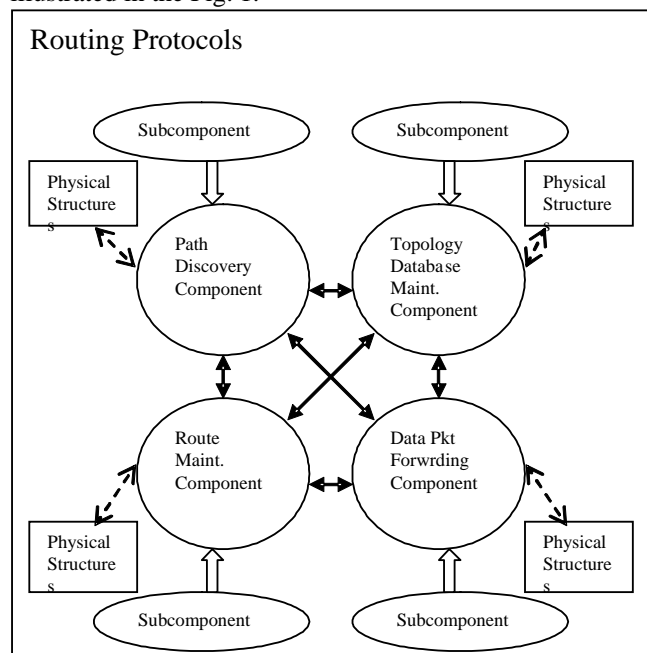 illustrated in the Fig. 1.
Routing Protocols
Subcomponent
Subcomponent
Physical
Structure
s
Physical
Structure
s
Path
Discovery
Component
Topology
Database
Maint.
Component
Route
Maint.
Component
Data Pkt
Forwrding
Component
Physical
Structure
s
Physical
Structure
s
Subcomponent
Subcomponent